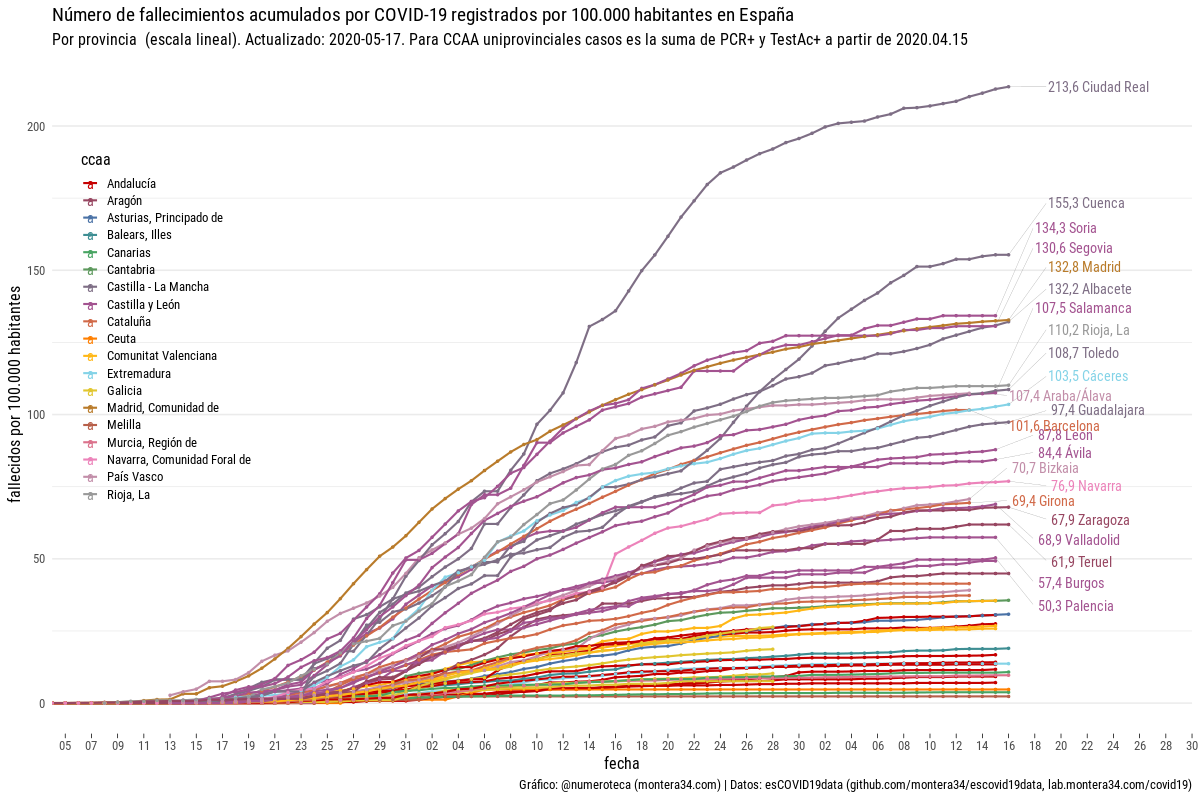 Número de fallecimientos acumulados por COVID-19 registrados por 100.000 habitantes en España
Por provincia  (escala lineal). Actualizado: 2020-05-17. Para CCAA uniprovinciales casos es la suma de PCR+ y TestAc+ a partir de 2020.04.15
fallecidos por 100.000 habitantes
200
150
100
50
0
ccaa
Andalucía
Aragón
Asturias, Principado de
Balears, Illes
Canarias
Cantabria
Castilla - La Mancha
Castilla y León
Cataluña
Ceuta
Comunitat Valenciana
Extremadura
Galicia
Madrid, Comunidad de
Melilla
Murcia, Región de
Navarra, Comunidad Foral de
País Vasco
Rioja, La
213,6 Ciudad Real
155,3 Cuenca
134,3 Soria
130,6 Segovia
132,8 Madrid
132,2 Albacete
107,5 Salamanca
110,2 Rioja, La
108,7 Toledo
103,5 Cáceres
107,4 Araba/Álava
97,4 Guadalajara
101,6 Barcelona
87,8 León
84,4 Ávila
70,7 Bizkaia
76,9 Navarra
69,4 Girona
67,9 Zaragoza
68,9 Valladolid
61,9 Teruel
57,4 Burgos
50,3 Palencia
05 07 09 11 13 15 17 19 21 23 25 27 29 31 02 04 06 08 10 12 14 16 18 20 22 24 26 28 30 02 04 06 08 10 12 14 16 18 20 22 24 26 28 30
fecha
Gráfico: @numeroteca (montera34.com) | Datos: esCOVID19data (github.com/montera34/escovid19data, lab.montera34.com/covid19)